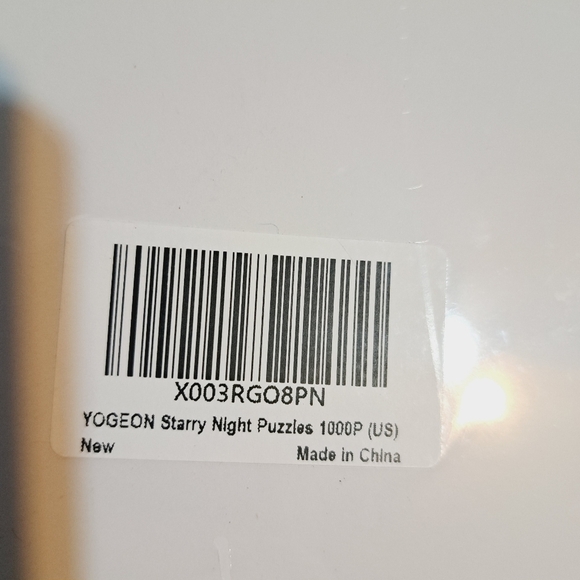 X003RGO8PN
YOGEON Starry Night Puzzles 1000P (US)
New
Made in China